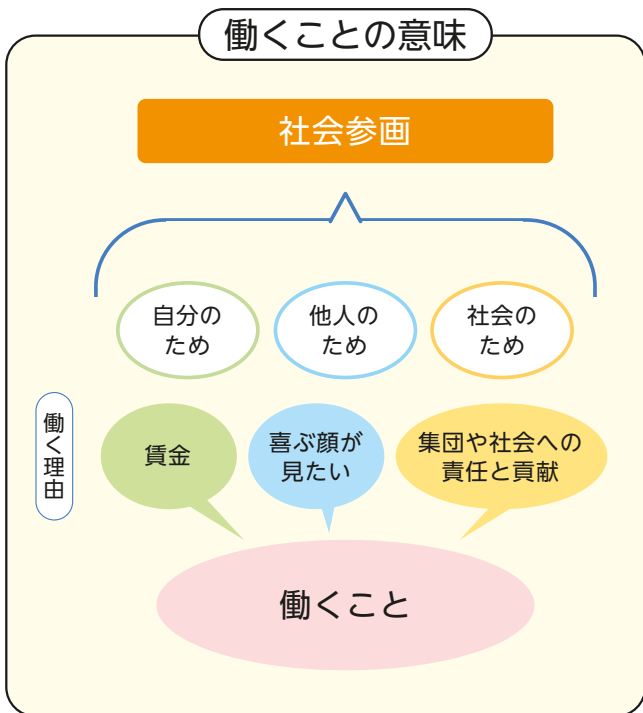 働くことの意味
社会参画
自分の
ため
他人の
ため
社会の
ため
働く理由
賃金
喜ぶ顔が
見たい
集団や社会への
責任と貢献
働くこと